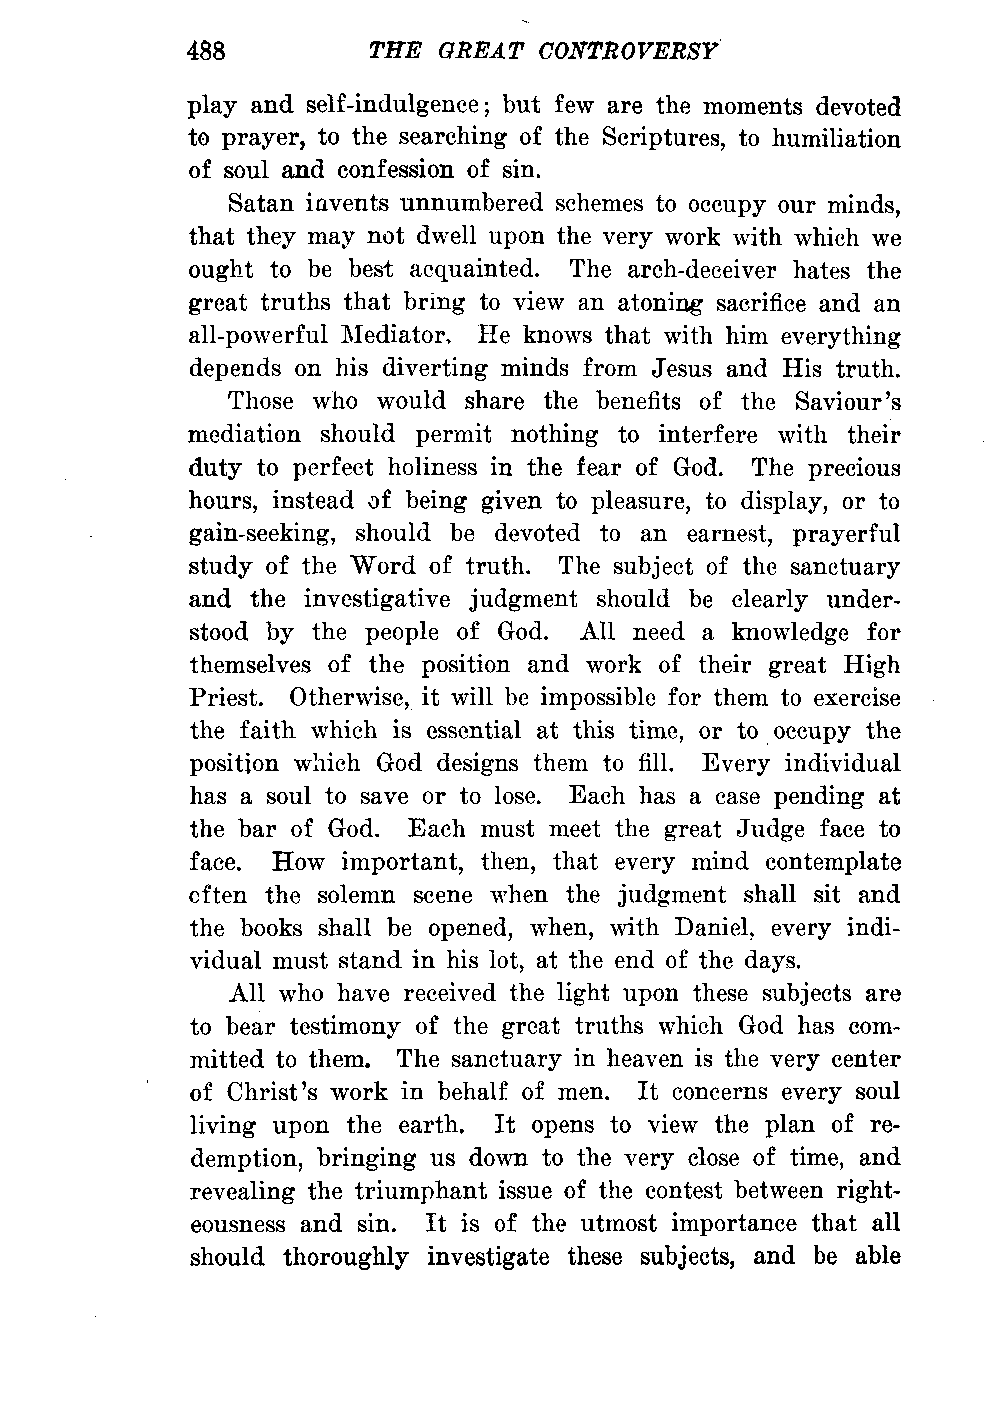 488 THE GREAT CONTROVERSY
play and self-indulgence; but few are the moments devoted
to prayer, to the searching of the Scriptures, to humiliation
of soul and confession of sin.
Satan invents unnumbered schemes to occupy our minds,
that they may not dwell upon the very work with which we
ought to be best acquainted. The arch-deceiver hates the
great truths that bring to view an atoning sacrifice and an
all-powerful Mediator. He knows that with him everything
depends on his diverting minds from Jesus and His truth.
Those who would share the benefits of the Saviour's
mediation should permit nothing to interfere with their
duty to perfect holiness in the fear of God. The precious
hours, instead of being given to pleasure, to display, or to
gain-seeking, should be devoted to an earnest, prayerful
study of the Word of truth. The subject of the sanctuary
and the investigative judgment should be clearly under-
stood by the people of God. All need a knowledge for
themselves of the position and work of their great High
Priest. Otherwise, it will be impossible for them to exercise
the faith which is essential at this time, or to occupy the
position which God designs them to fill. Every individual
has a soul to save or to lose. Each has a case pending at
the bar of God. Each must meet the great Judge face to
face. How important, then, that every mind contemplate
often the solemn scene when the judgment shall sit and
the books shall be opened, when, with Daniel, every indi-
vidual must stand in his lot, at the end of the days.
All who have received the light upon these subjects are
to bear testimony of the great truths which God has com-
mitted to them. The sanctuary in heaven is the very center
of Christ's work in behalf of men. It concerns every soul
living upon the earth. It opens to view the plan of re-
demption, bringing us down to the very close of time, and
revealing the triumphant issue of the contest between right-
eousness and sin. It is of the utmost importance that all
should thoroughly investigate these subjects, and be able